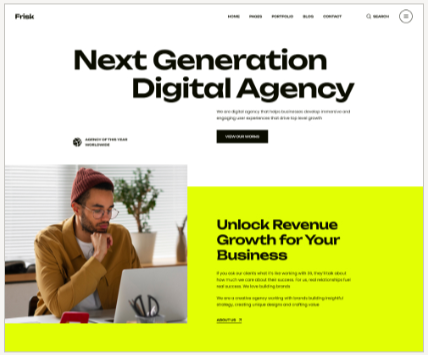 Frisk
HOME PAGES PORTFOLIO BLOG CONTACT SEARCH
Next Generation
Digital Agency
We are digital agency that helps businesses develop immersive and
engaging user experiences that drive top-level growth
VIEW OUR WORKS
AGENCY OF THIS YEAR
WORLDWIDE
Unlock Revenue
Growth for Your
Business
If you ask our clients what it's like working with 36, they'll talk about
how much we care about their success. For us, real relationships fuel
real success. We love building brands
We are a creative agency working with brands building insightful
strategy, creating unique designs and crafting value
ABOUT US